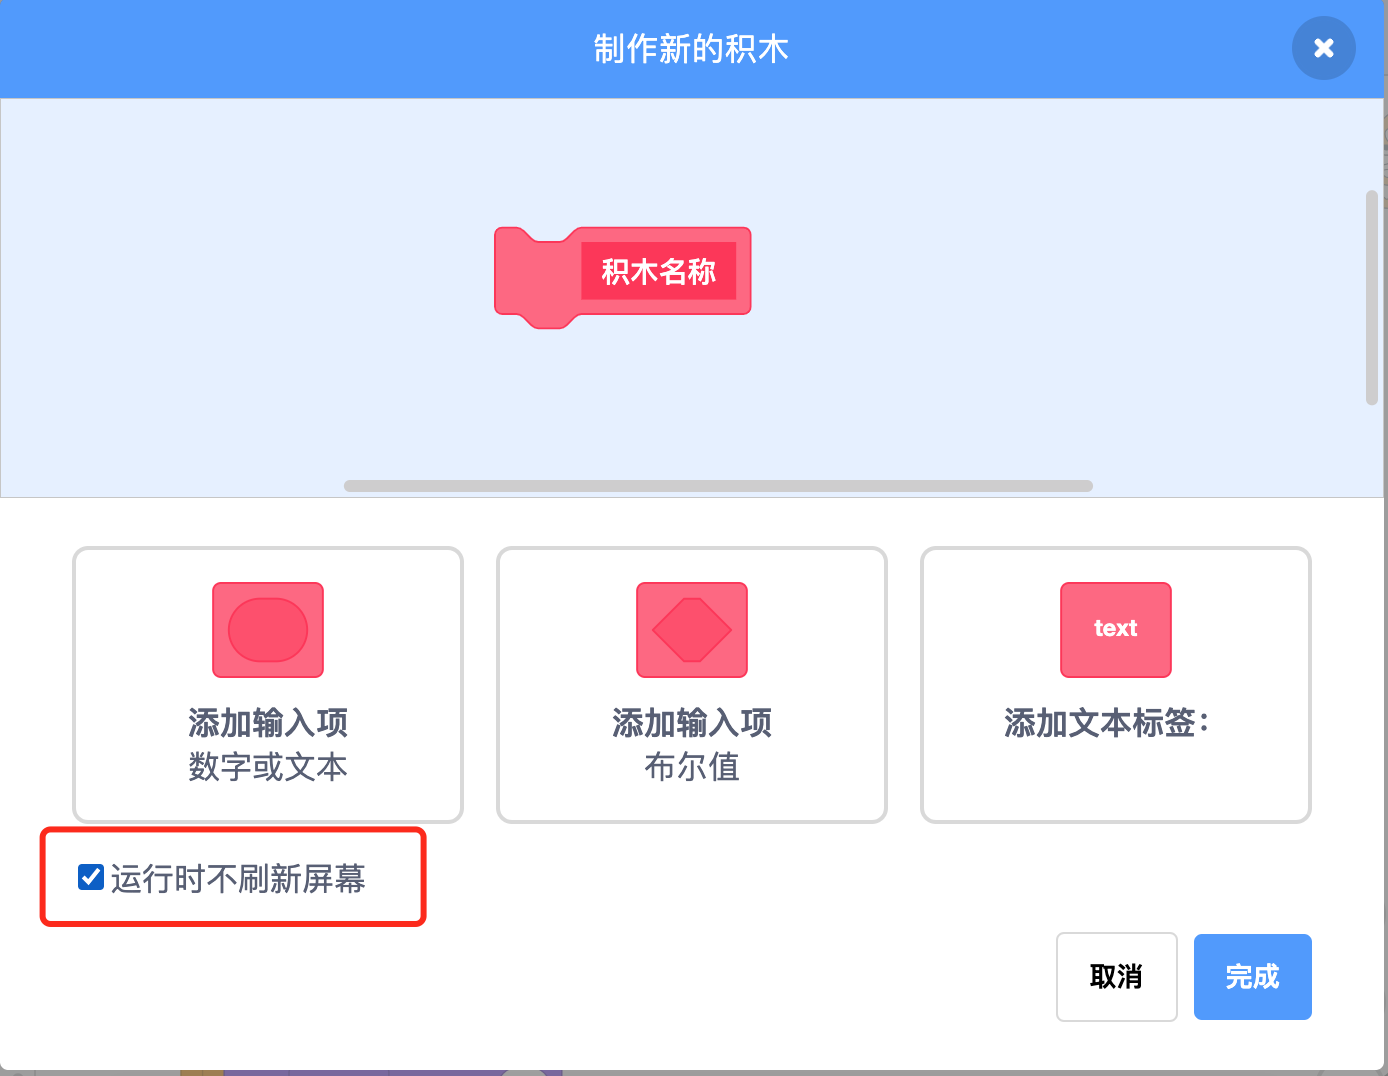 制作新的积木
积木名称
text
添加输入项
数字或文本
添加输入项
布尔值
添加文本标签：
运行时不刷新屏幕
取消
完成